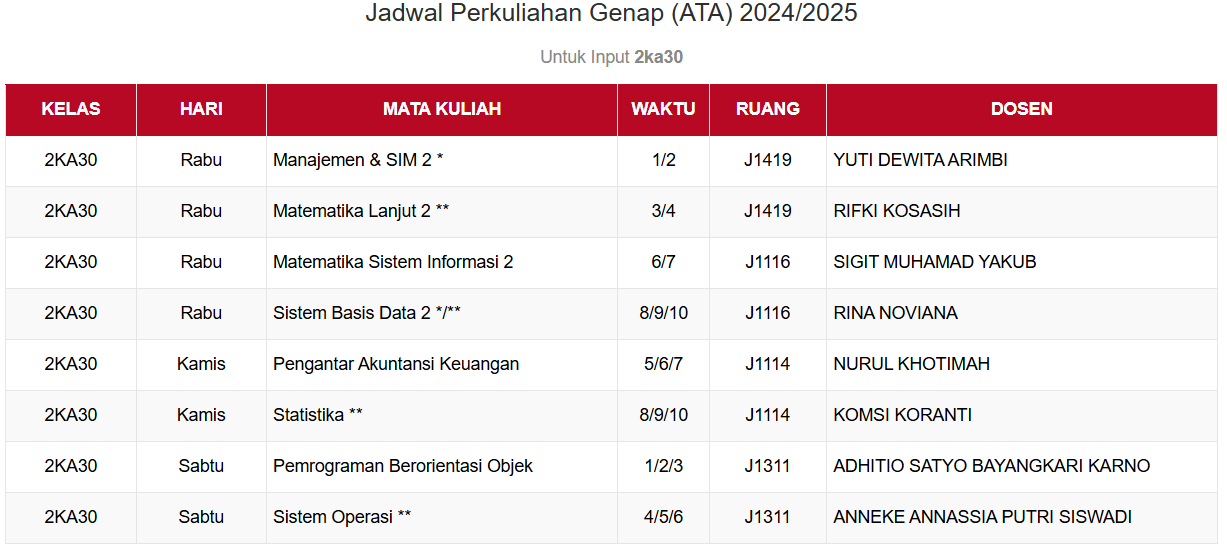 Jadwal Perkuliahan Genap (ATA) 2024/2025
Untuk Input 2ka30
KELAS HARI MATA KULIAH WAKTU RUANG DOSEN
2KA30 Rabu Manajemen & SIM 2 * 1/2 J1419 YUTI DEWITA ARIMBI
2KA30 Rabu Matematika Lanjut 2 ** 3/4 J1419 RIFKI KOSASIH
2KA30 Rabu Matematika Sistem Informasi 2 6/7 J1116 SIGIT MUHAMAD YAKUB
2KA30 Rabu Sistem Basis Data 2 */** 8/9/10 J1116 RINA NOVIANA
2KA30 Kamis Pengantar Akuntansi Keuangan 5/6/7 J1114 NURUL KHOTIMAH
2KA30 Kamis Statistika ** 8/9/10 J1114 KOMSI KORANTI
2KA30 Sabtu Pemrograman Berorientasi Objek 1/2/3 J1311 ADHITIO SATYO BAYANGKARI KARNO
2KA30 Sabtu Sistem Operasi ** 4/5/6 J1311 ANNEKE ANNASSIA PUTRI SISWADI